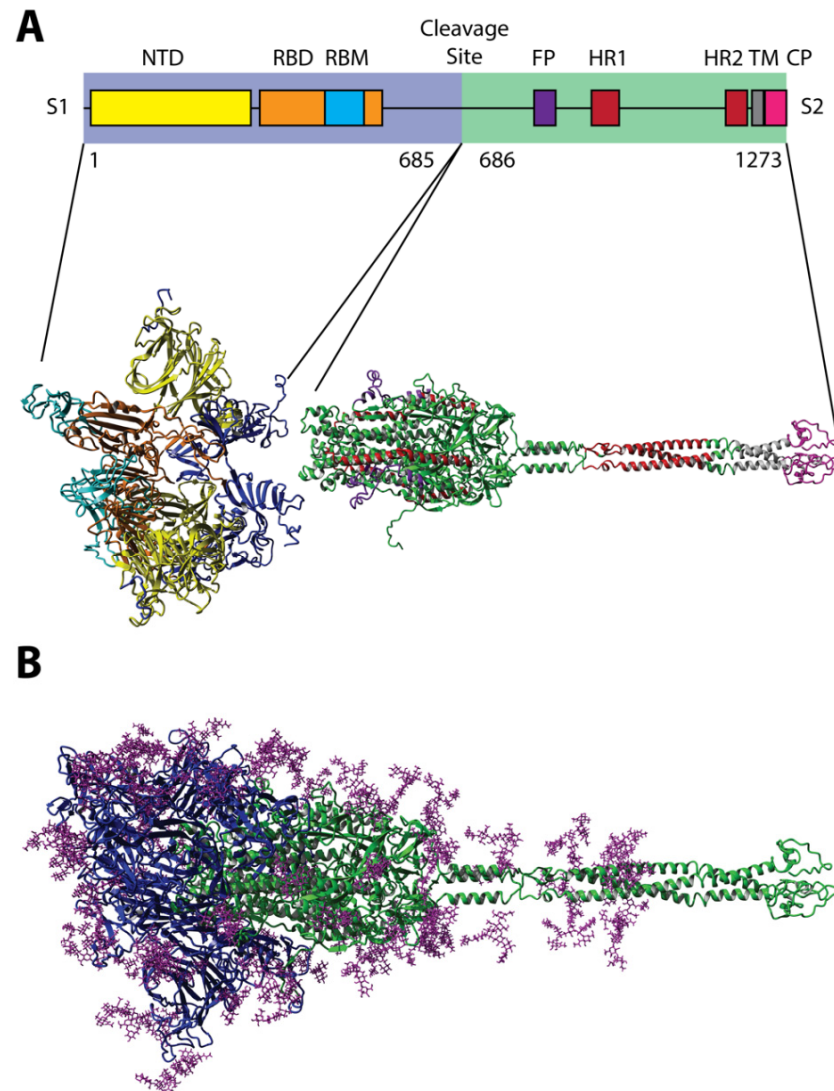 A
Cleavage
Site
NTD RBD RBM FP HR1 HR2 TM CP
S1 S2
1 685 686 1273
B